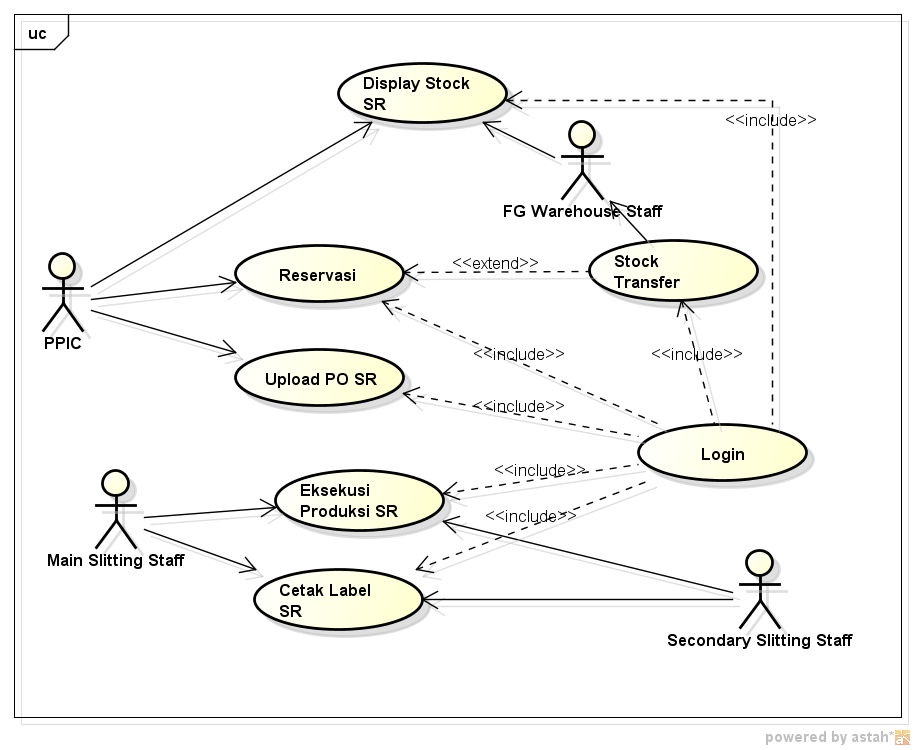 uc
Display Stock
SR
<<include>>
FG Warehouse Staff
<<extend>>
Stock
Transfer
Reservasi
PPIC
<<include>>
<<include>>
Upload PO SR
<<include>>
Login
<<include>>
Eksekusi
Produksi SR
<<include>>
Main Slitting Staff
Cetak Label
SR
Secondary Slitting Staff
powered by astah*